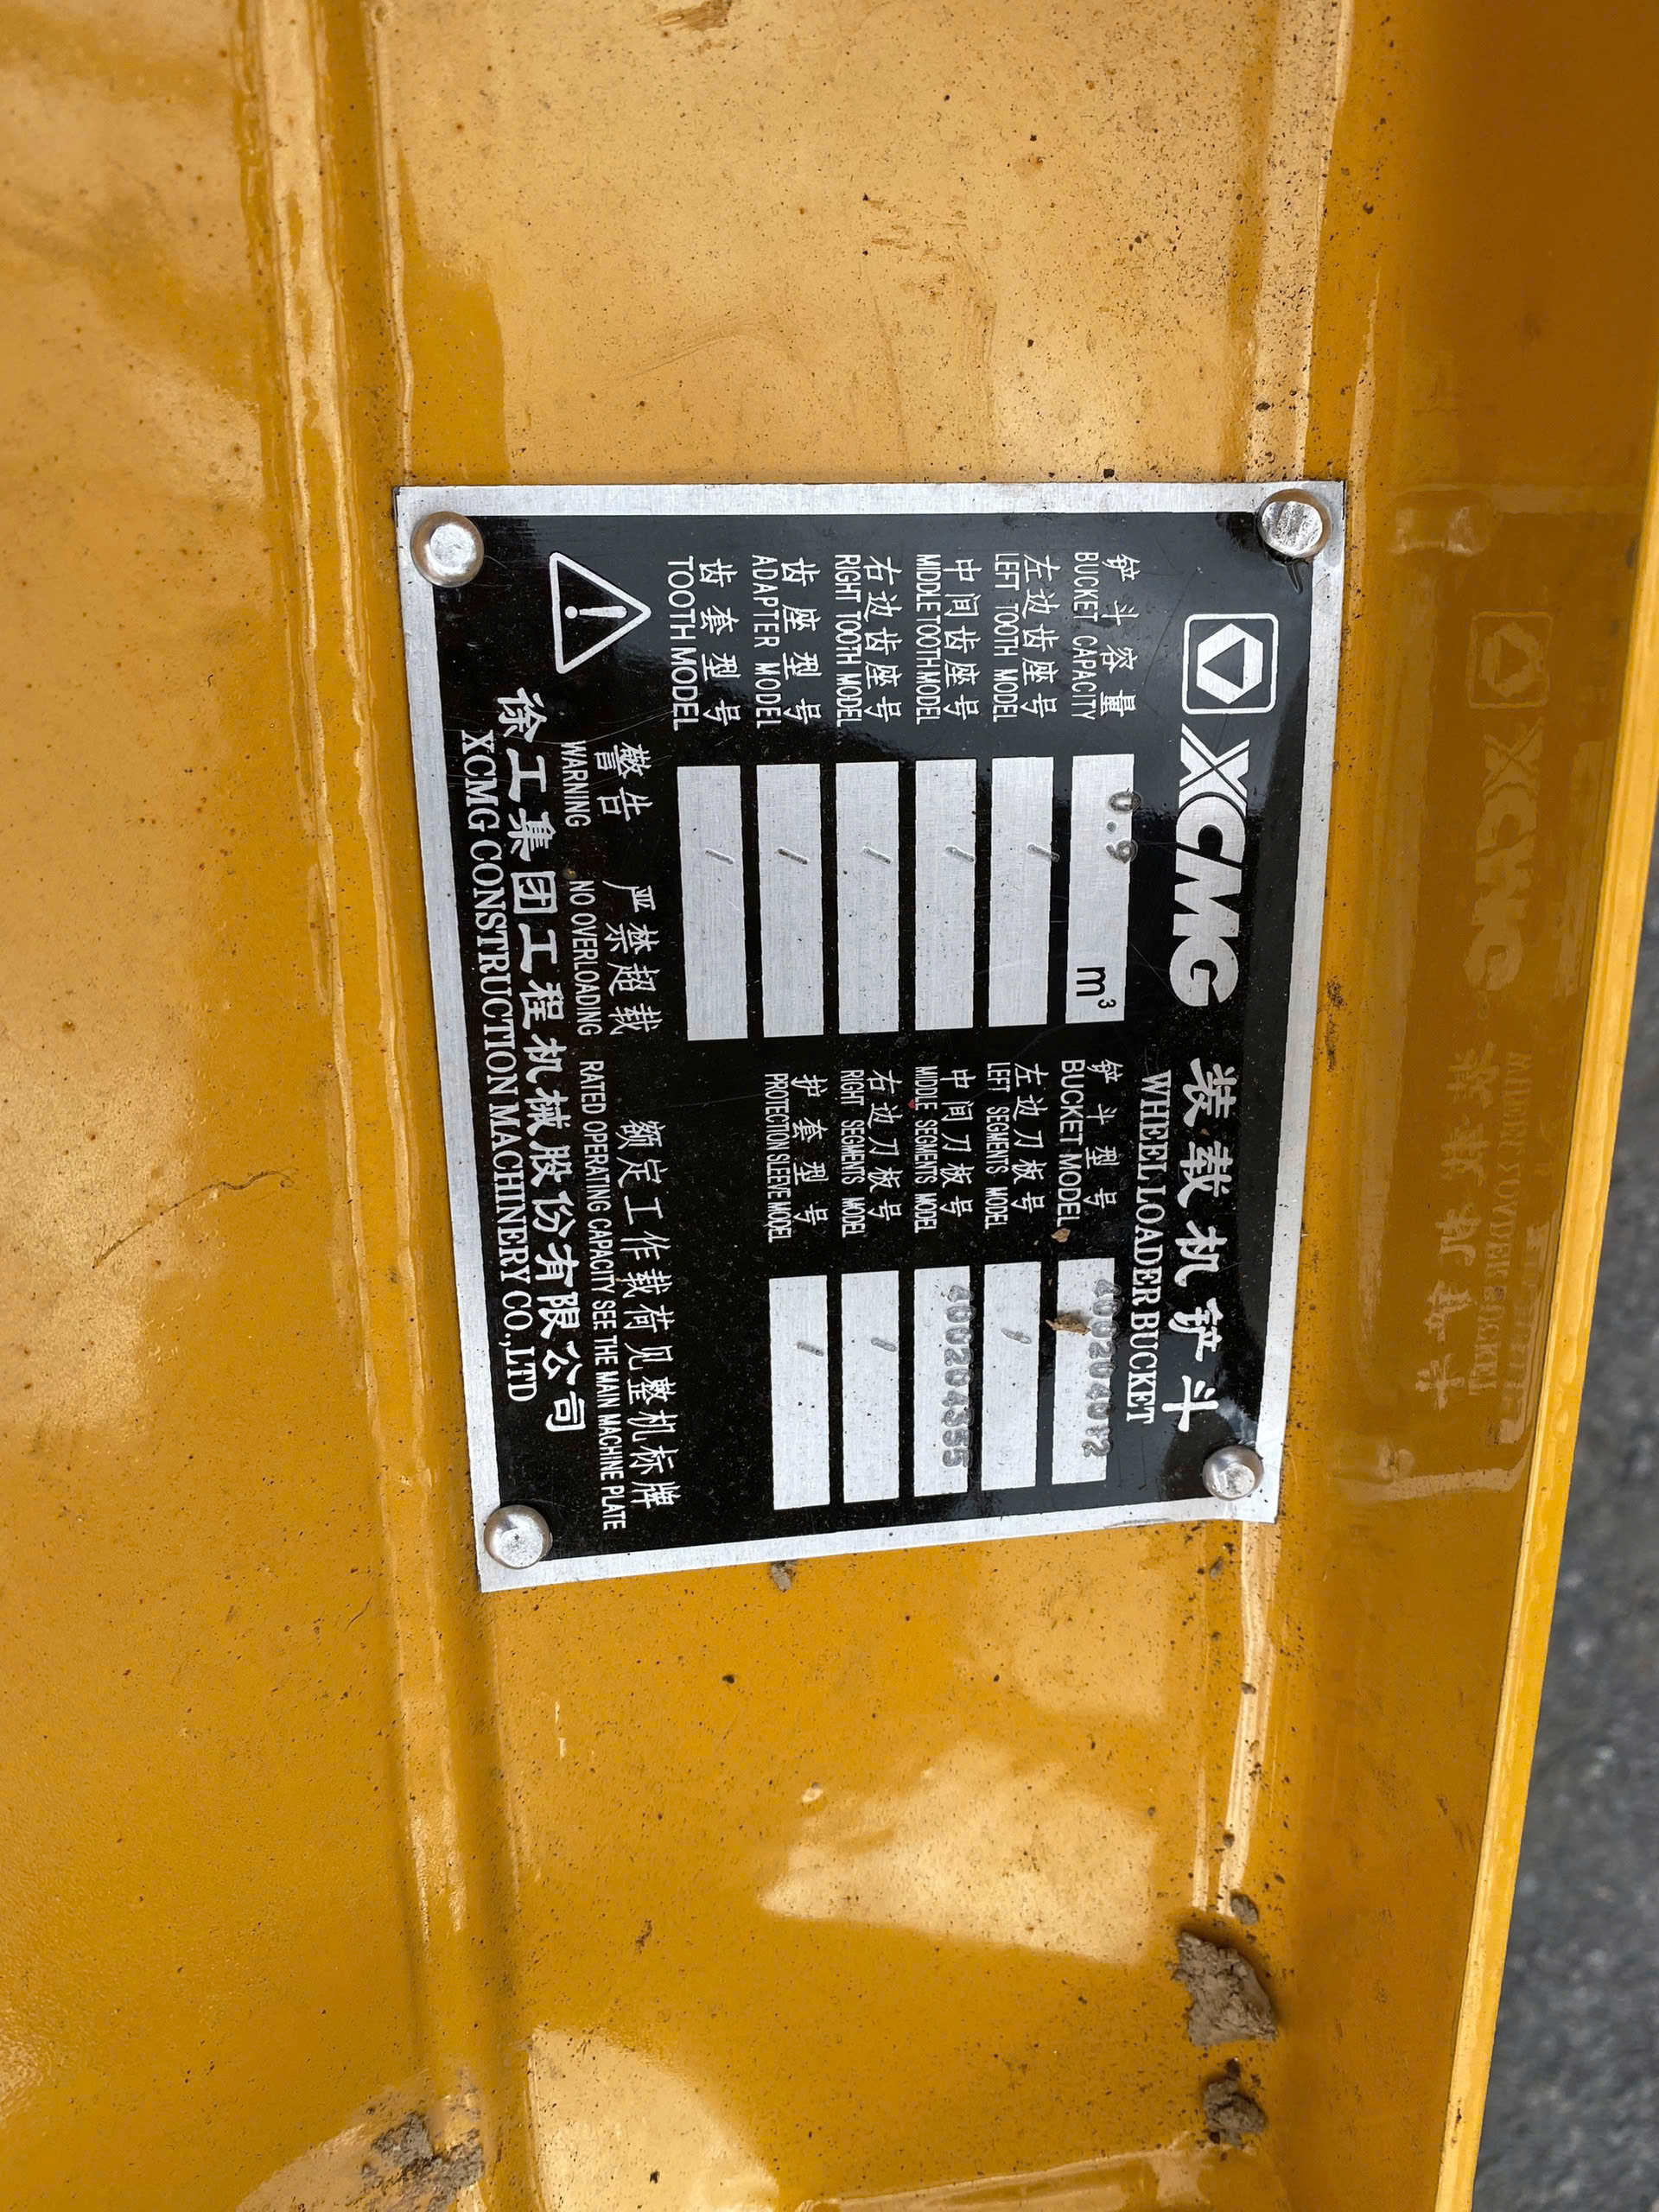 XCMG 装载机铲斗
WHEEL LOADER BUCKET
铲斗容量 0.9 m³
BUCKET CAPACITY
铲斗型号
BUCKET MODEL
左边齿座号 /
LEFT TOOTH MODEL
左边刀板号 /
LEFT SEGMENTS MODEL
中间齿座号 /
MIDDLE TOOTH MODEL
中间刀板号 400204355
MIDDLE SEGMENTS MODEL
右边齿座号 /
RIGHT TOOTH MODEL
右边刀板号 /
RIGHT SEGMENTS MODEL
齿座型号 /
ADAPTER MODEL
护套型号 /
PROTECTION SLEEVE MODEL
齿套型号 /
TOOTH MODEL
警告 严禁超载 额定工作载荷见整机标牌
WARNING NO OVERLOADING RATED OPERATING CAPACITY SEE THE MAIN MACHINE PLATE
徐工集团工程机械股份有限公司
XCMG CONSTRUCTION MACHINERY CO.,LTD